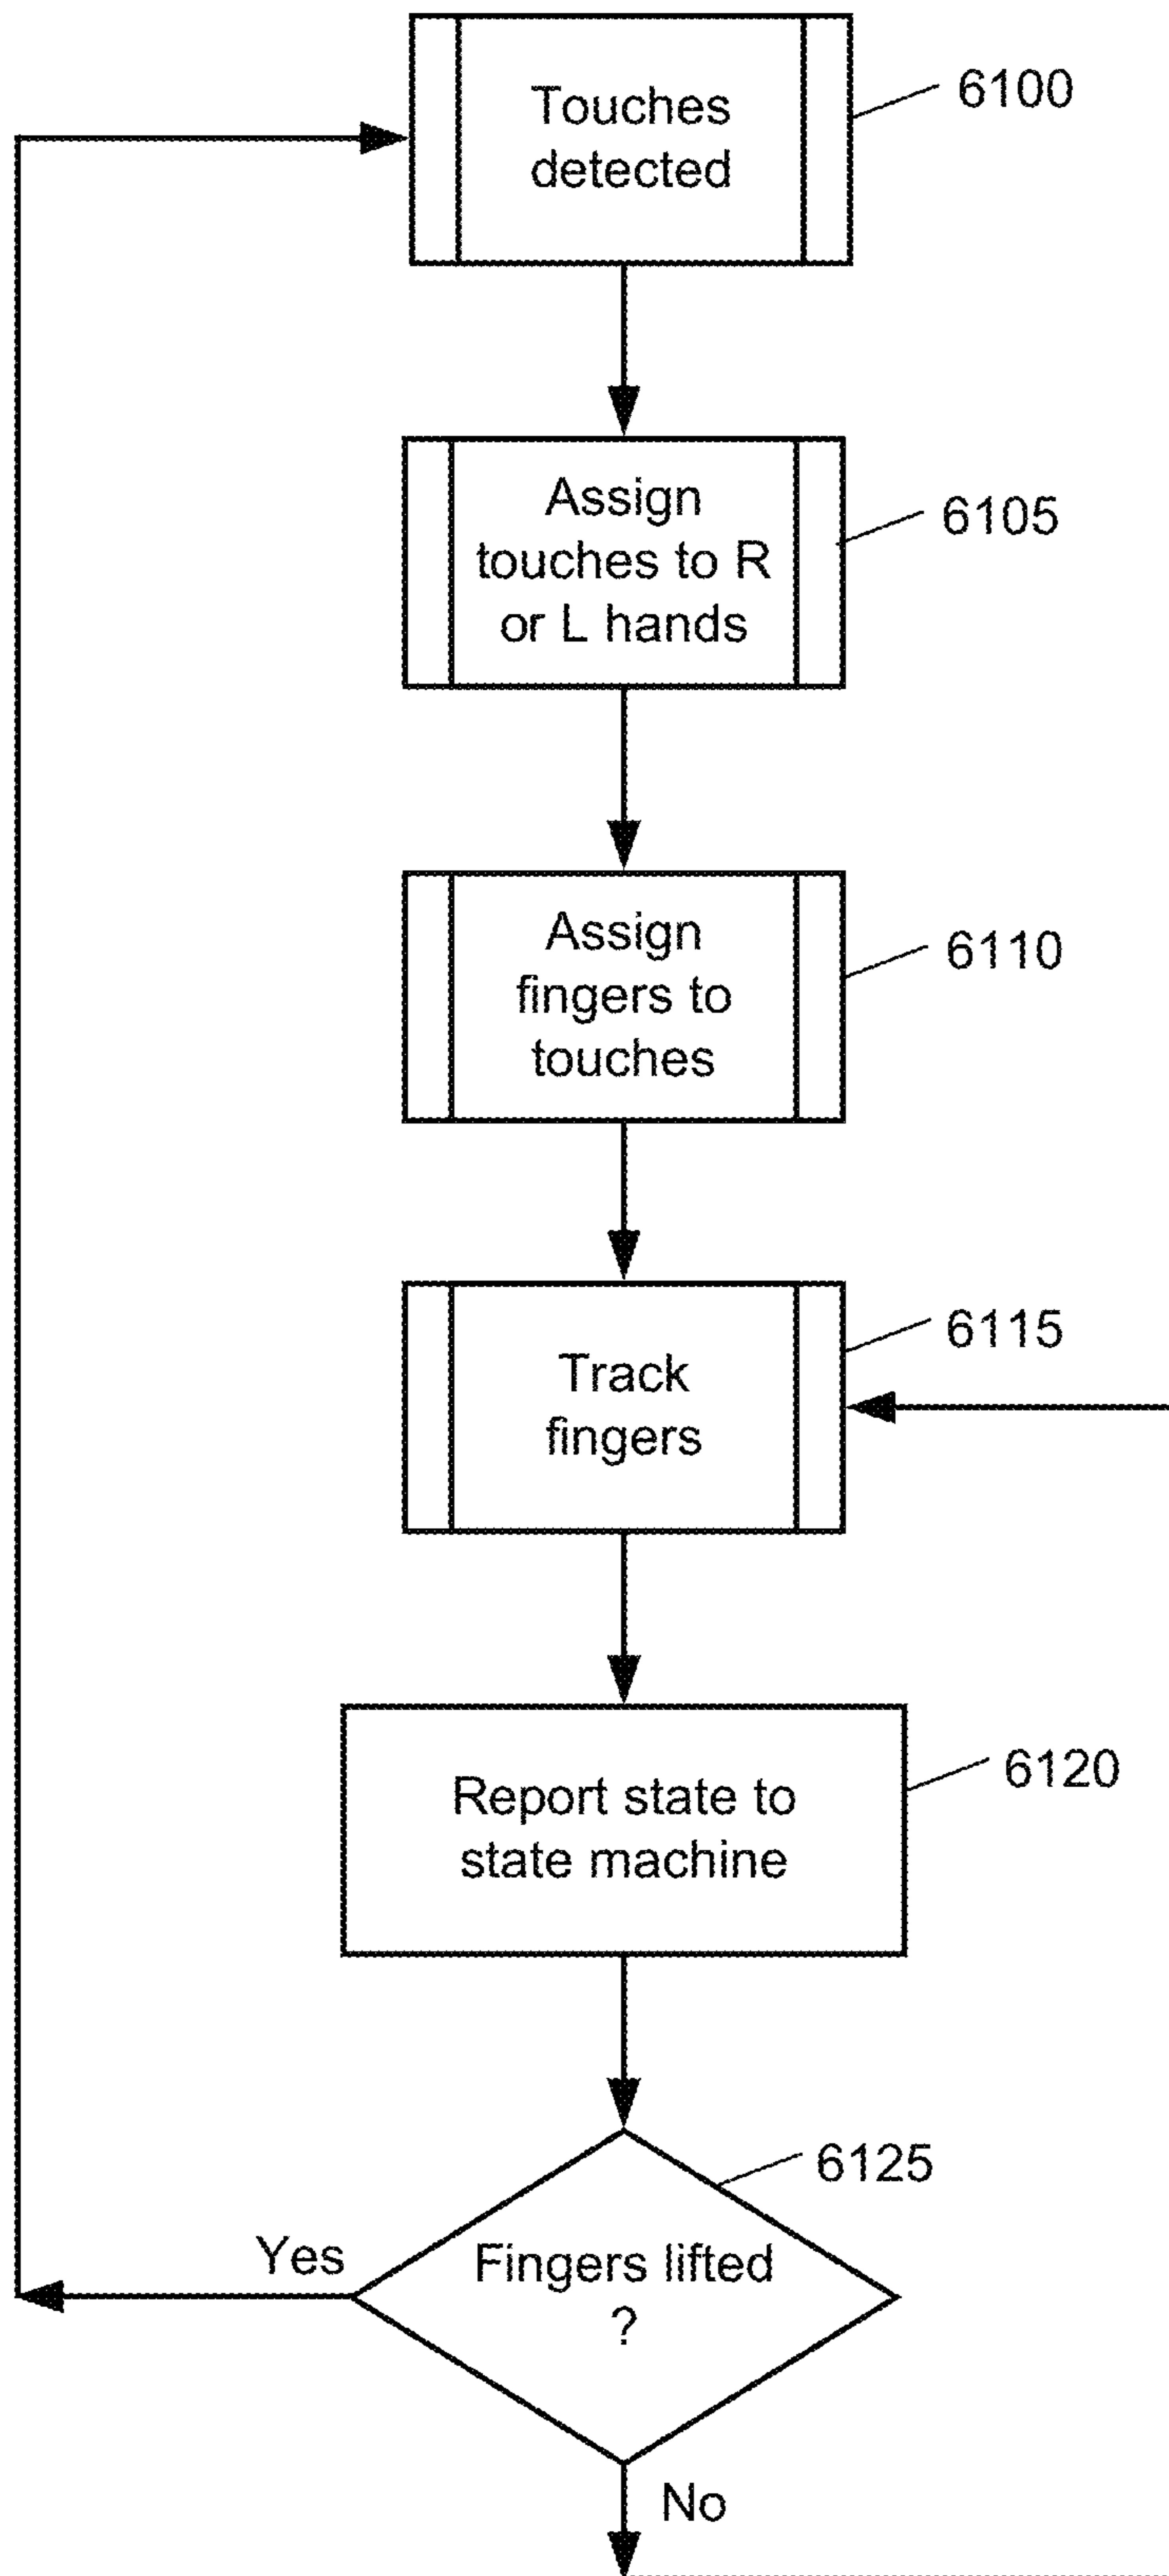 Touches
detected
6100
Assign
touches to R
or L hands
6105
Assign
fingers to
touches
6110
Track
fingers
6115
Report state to
state machine
6120
Fingers lifted
?
6125
Yes
No